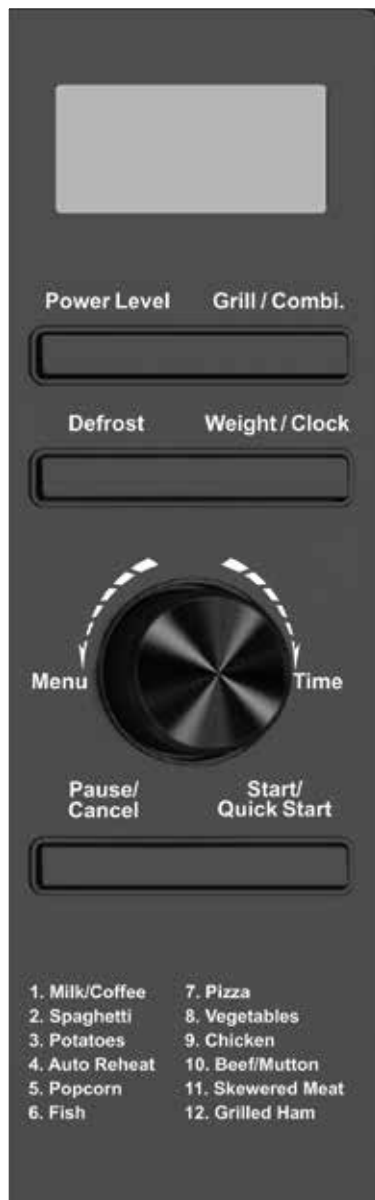 Power Level Grill / Combi.
Defrost Weight / Clock
Menu Time
Pause/ Start/
Cancel Quick Start
1. Milk/Coffee 7. Pizza
2. Spaghetti 8. Vegetables
3. Potatoes 9. Chicken
4. Auto Reheat 10. Beef/Mutton
5. Popcorn 11. Skewered Meat
6. Fish 12. Grilled Ham